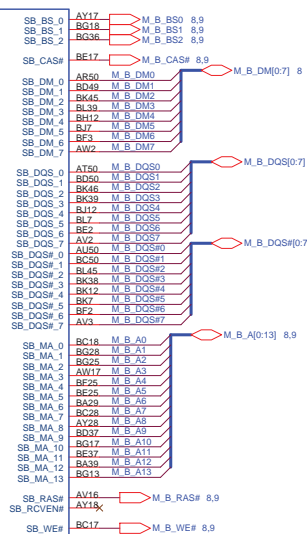 SB_BS_0 AY17 M_B_BS0 8,9
SB_BS_1 BG18 M_B_BS1 8,9
SB_BS_2 BG36 M_B_BS2 8,9
SB_CAS# BE17 M_B_CAS# 8,9
SB_DM_0 AR50 M_B_DM0 M_B_DM[0:7] 8
SB_DM_1 BD49 M_B_DM1
SB_DM_2 BK45 M_B_DM2
SB_DM_3 BL39 M_B_DM3
SB_DM_4 BH12 M_B_DM4
SB_DM_5 BJ7 M_B_DM5
SB_DM_6 BF3 M_B_DM6
SB_DM_7 AW2 M_B_DM7
SB_DQS_0 AT50 M_B_DQS0 M_B_DQS[0:7]
SB_DQS_1 BD50 M_B_DQS1
SB_DQS_2 BK46 M_B_DQS2
SB_DQS_3 BK39 M_B_DQS3
SB_DQS_4 BJ12 M_B_DQS4
SB_DQS_5 BL7 M_B_DQS5
SB_DQS_6 BE2 M_B_DQS6
SB_DQS_7 AV2 M_B_DQS7
SB_DQS#_0 AU50 M_B_DQS#0 M_B_DQS#[0:7
SB_DQS#_1 BC50 M_B_DQS#1
SB_DQS#_2 BL45 M_B_DQS#2
SB_DQS#_3 BK38 M_B_DQS#3
SB_DQS#_4 BK12 M_B_DQS#4
SB_DQS#_5 BK7 M_B_DQS#5
SB_DQS#_6 BF2 M_B_DQS#6
SB_DQS#_7 AV3 M_B_DQS#7
SB_MA_0 BC18 M_B_A0 M_B_A[0:13] 8,9
SB_MA_1 BG28 M_B_A1
SB_MA_2 BG25 M_B_A2
SB_MA_3 AW17 M_B_A3
SB_MA_4 BF25 M_B_A4
SB_MA_5 BE25 M_B_A5
SB_MA_6 BA29 M_B_A6
SB_MA_7 BC28 M_B_A7
SB_MA_8 AY28 M_B_A8
SB_MA_9 BD37 M_B_A9
SB_MA_10 BG17 M_B_A10
SB_MA_11 BE37 M_B_A11
SB_MA_12 BA39 M_B_A12
SB_MA_13 BG13 M_B_A13
SB_RAS# AV16 M_B_RAS# 8,9
SB_RCVEN# AY18
SB_WE# BC17 M_B_WE# 8,9